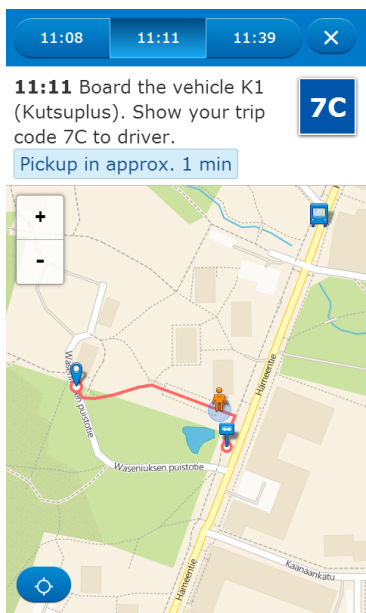 11:08 11:11 11:39 ×
11:11 Board the vehicle K1
(Kutsuplus). Show your trip
code 7C to driver.
7C
Pickup in approx. 1 min
+
-
Hämeentie
Waseniuksen puistotie
Waseniuksen puistotie
Kaanaankatu
Hämeentie